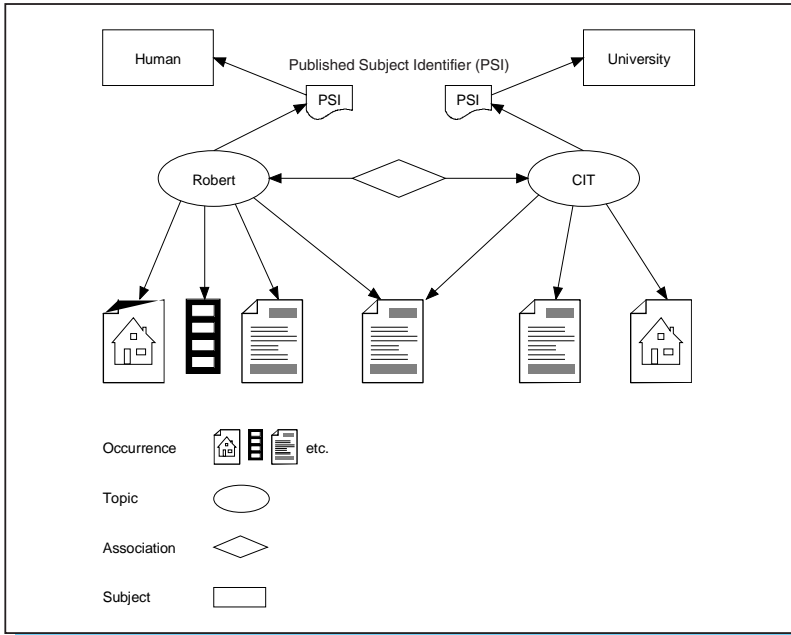 Human
Published Subject Identifier (PSI)
University
PSI
PSI
Robert
CIT
Occurrence
etc.
Topic
Association
Subject